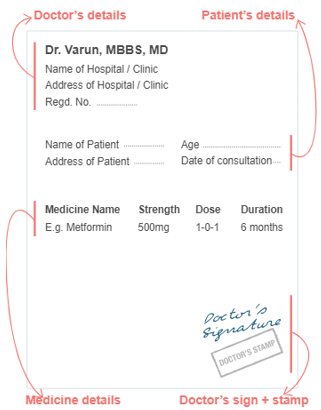 Doctor's details
Patient's details
Dr. Varun, MBBS, MD
Name of Hospital / Clinic
Address of Hospital / Clinic
Regd. No. ....................
Name of Patient .................... Age ....................
Address of Patient .................... Date of consultation....
Medicine Name Strength Dose Duration
E.g. Metformin 500mg 1-0-1 6 months
Doctor's
Signature
DOCTOR'S STAMP
Medicine details
Doctor's sign + stamp